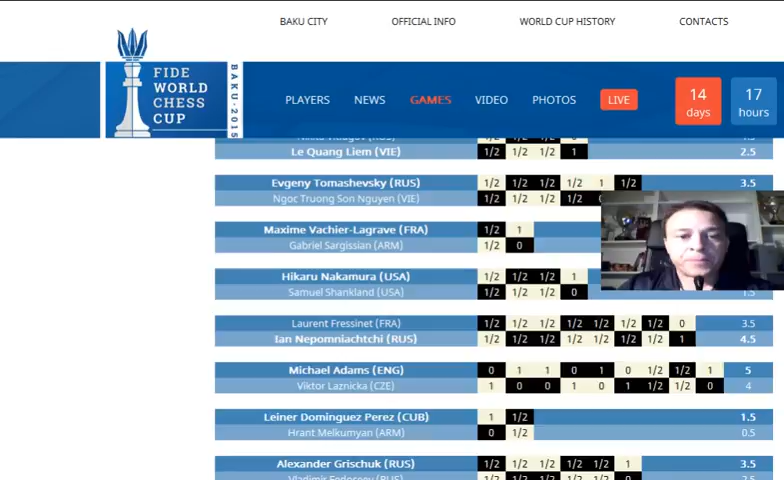 BAKU CITY OFFICIAL INFO WORLD CUP HISTORY CONTACTS
FIDE
WORLD
CHESS
CUP
BAKU·2015
PLAYERS NEWS GAMES VIDEO PHOTOS LIVE
14 days
17 hours
Le Quang Liem (VIE) 1/2 1/2 1/2 1 2.5
Evgeny Tomashevsky (RUS) 1/2 1/2 1/2 1/2 1 1/2 3.5
Ngoc Truong Son Nguyen (VIE) 1/2 1/2 1/2 1/2
Maxime Vachier-Lagrave (FRA) 1/2 1
Gabriel Sargissian (ARM) 1/2 0
Hikaru Nakamura (USA) 1/2 1/2 1/2 1
Samuel Shankland (USA) 1/2 1/2 1/2 0
Laurent Fressinet (FRA) 1/2 1/2 1/2 1/2 1/2 1/2 1/2 0 3.5
Ian Nepomniachtchi (RUS) 1/2 1/2 1/2 1/2 1/2 1/2 1/2 1 4.5
Michael Adams (ENG) 0 1 1 0 1 0 1/2 1/2 1 5
Viktor Laznicka (CZE) 1 0 0 1 0 1 1/2 1/2 0 4
Leiner Dominguez Perez (CUB) 1 1/2 1.5
Hrant Melkumyan (ARM) 0 1/2 0.5
Alexander Grischuk (RUS) 1/2 1/2 1/2 1/2 1/2 1 3.5